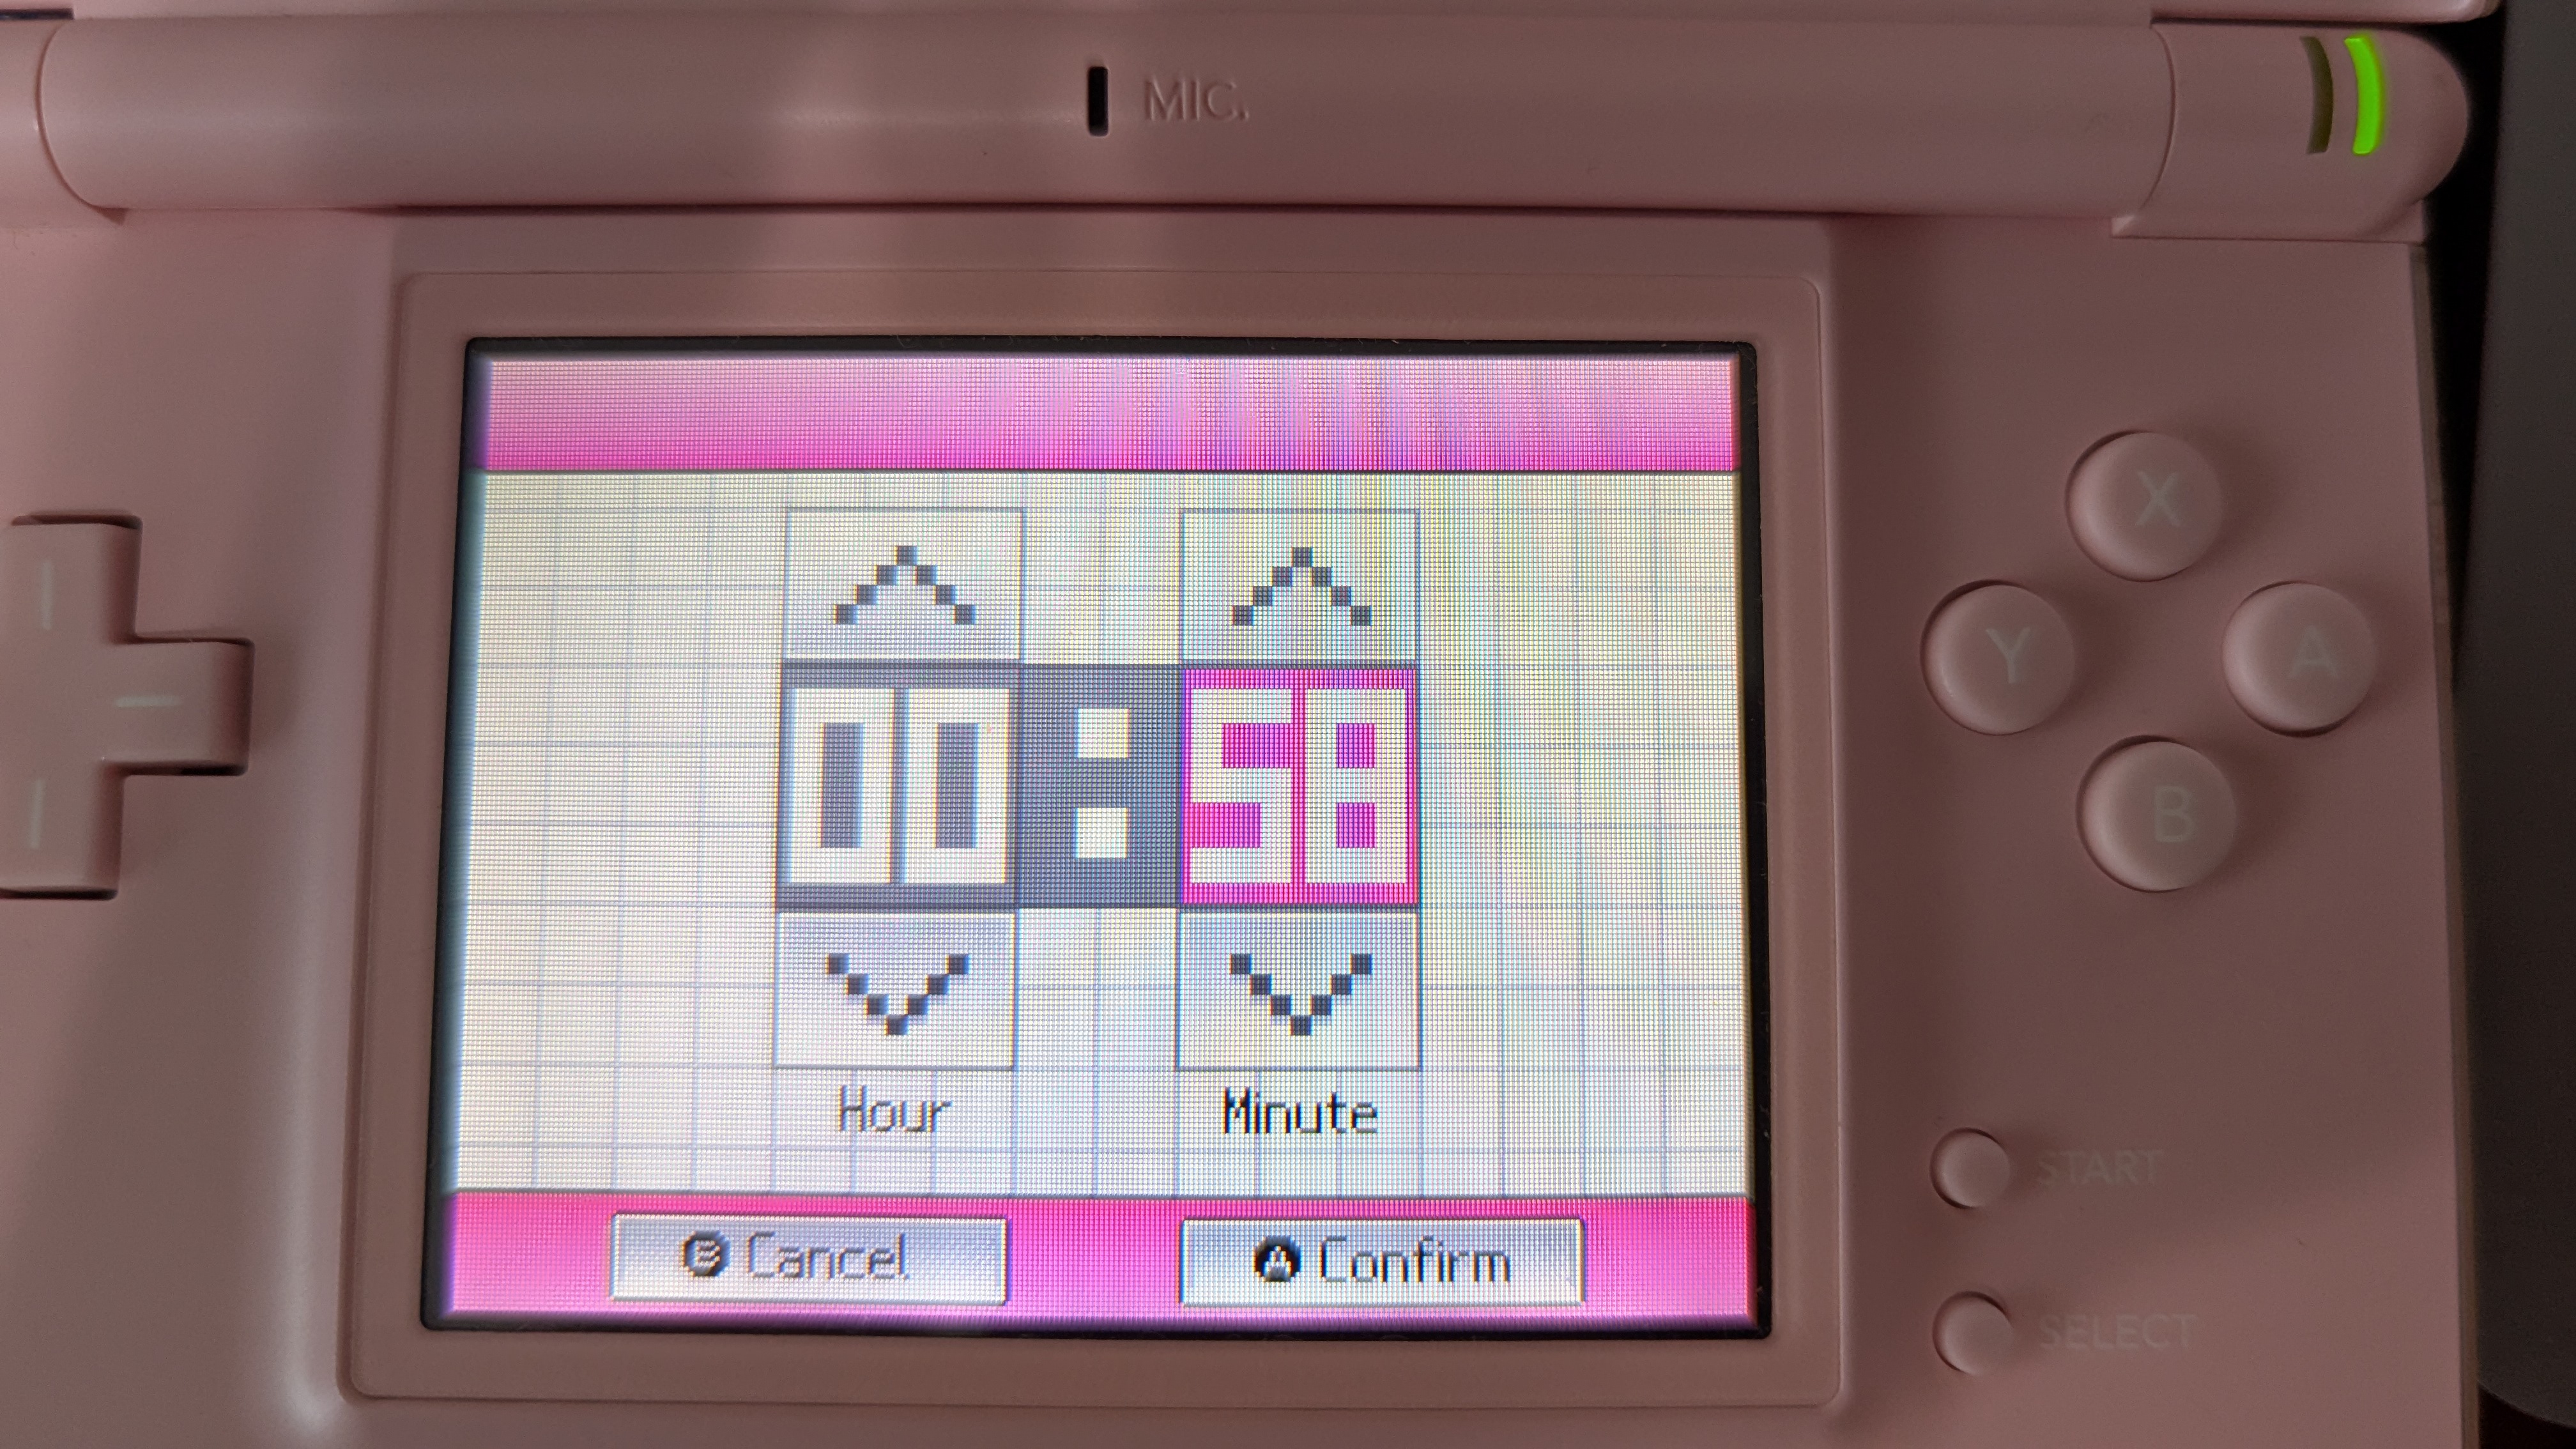 MIC.
X
Y
A
B
00:58
Hour Minute
START
SELECT
B Cancel A Confirm